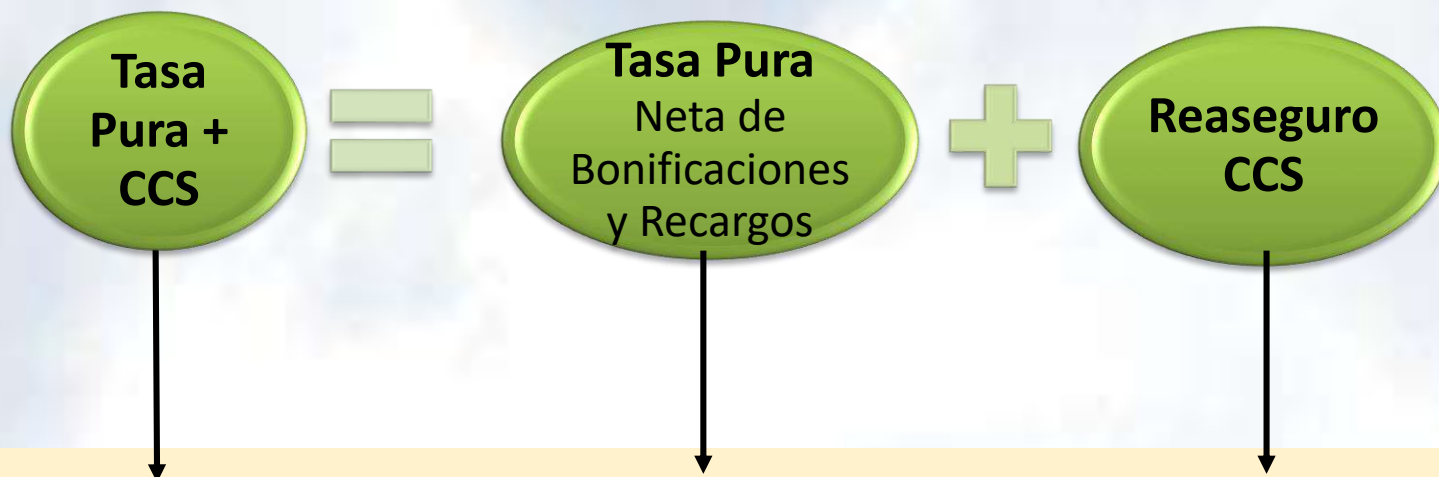 Tasa
Pura +
CCS
Tasa Pura
Neta de
Bonificaciones
y Recargos
Reaseguro
CCS